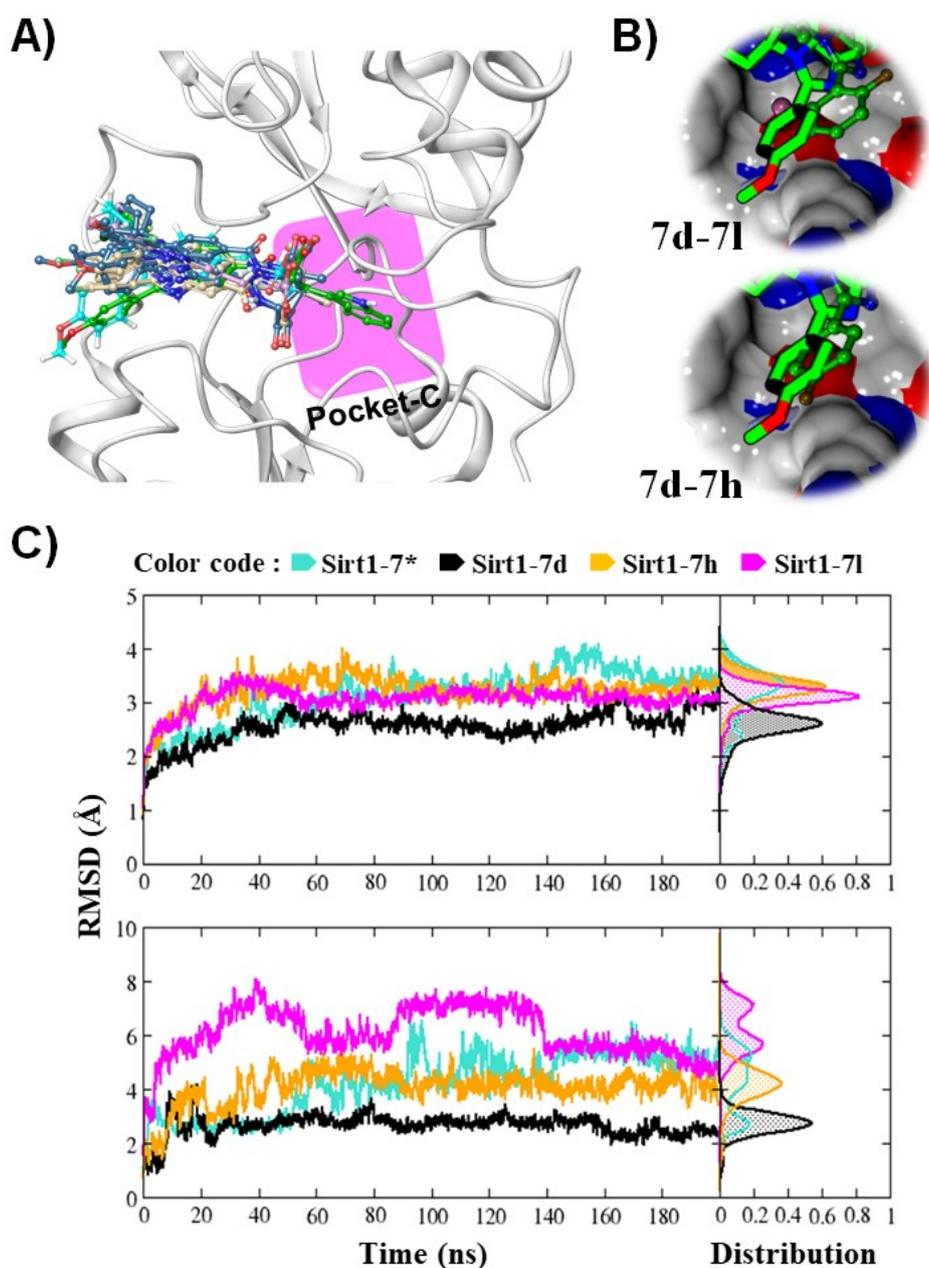 A)
B)
Pocket-C
7d-7l
7d-7h
C)
Color code : Sirt1-7* Sirt1-7d Sirt1-7h Sirt1-7l
5
4
3
2
1
0
0 20 40 60 80 100 120 140 160 180 0 0.2 0.4 0.6 0.8 1
RMSD (Å)
10
8
6
4
2
0
0 20 40 60 80 100 120 140 160 180 0 0.2 0.4 0.6 0.8 1
Time (ns) Distribution